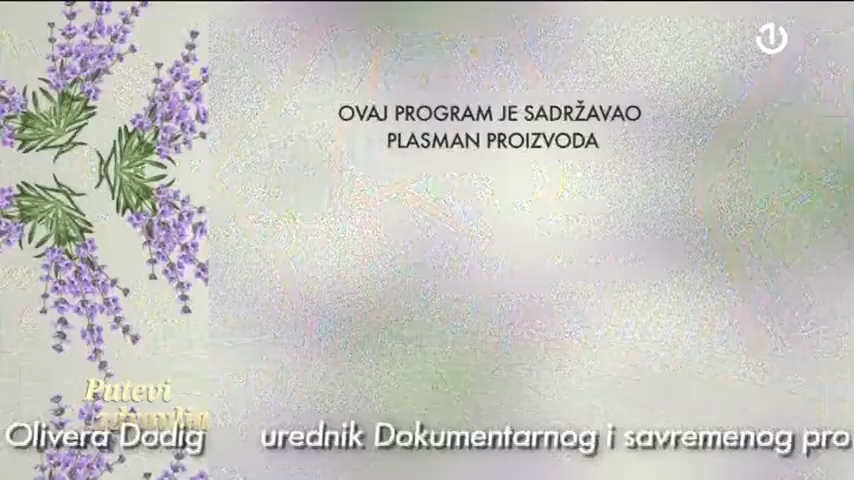 OVAJ PROGRAM JE SADRŽAVAO
PLASMAN PROIZVODA
Putevi
Olivera Dodig urednik Dokumentarnog i savremenog pro